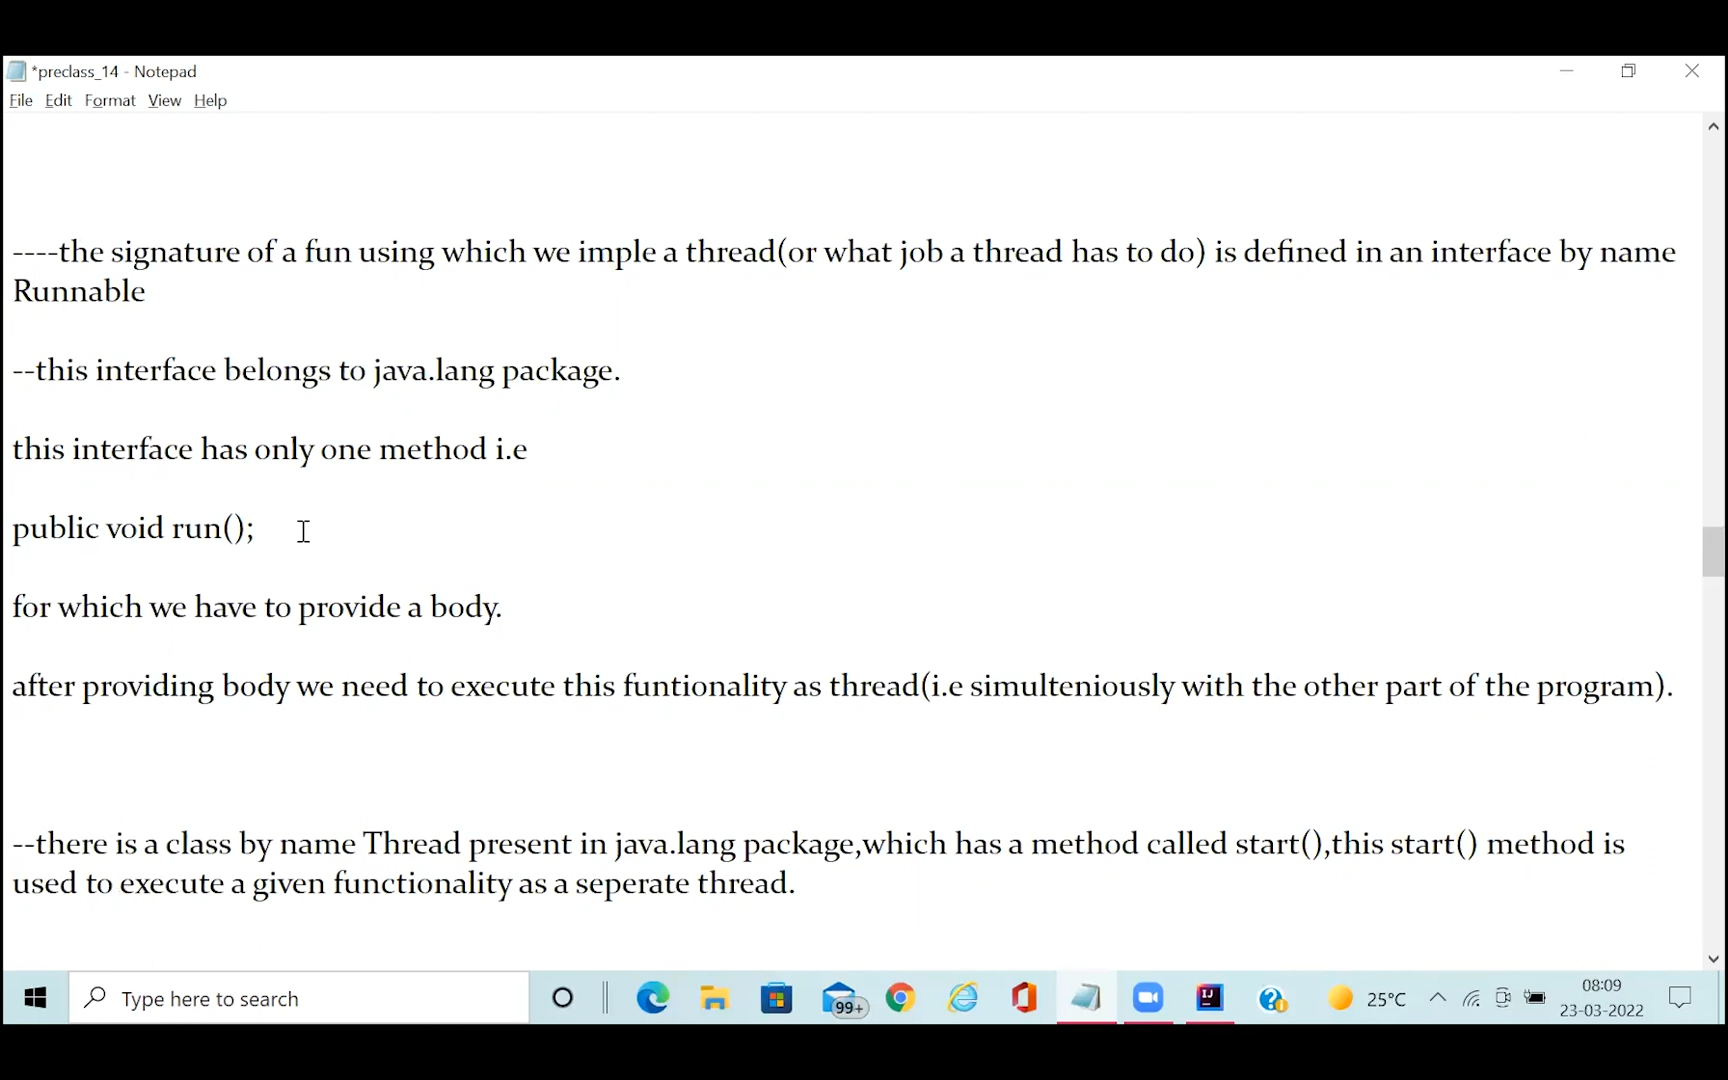 *preclass_14 - Notepad
File Edit Format View Help
----the signature of a fun using which we imple a thread(or what job a thread has to do) is defined in an interface by name
Runnable
--this interface belongs to java.lang package.
this interface has only one method i.e
public void run();
for which we have to provide a body.
after providing body we need to execute this funtionality as thread(i.e simulteniously with the other part of the program).
--there is a class by name Thread present in java.lang package,which has a method called start(),this start() method is
used to execute a given functionality as a seperate thread.
Type here to search
99+
IJ
25°C
08:09
23-03-2022